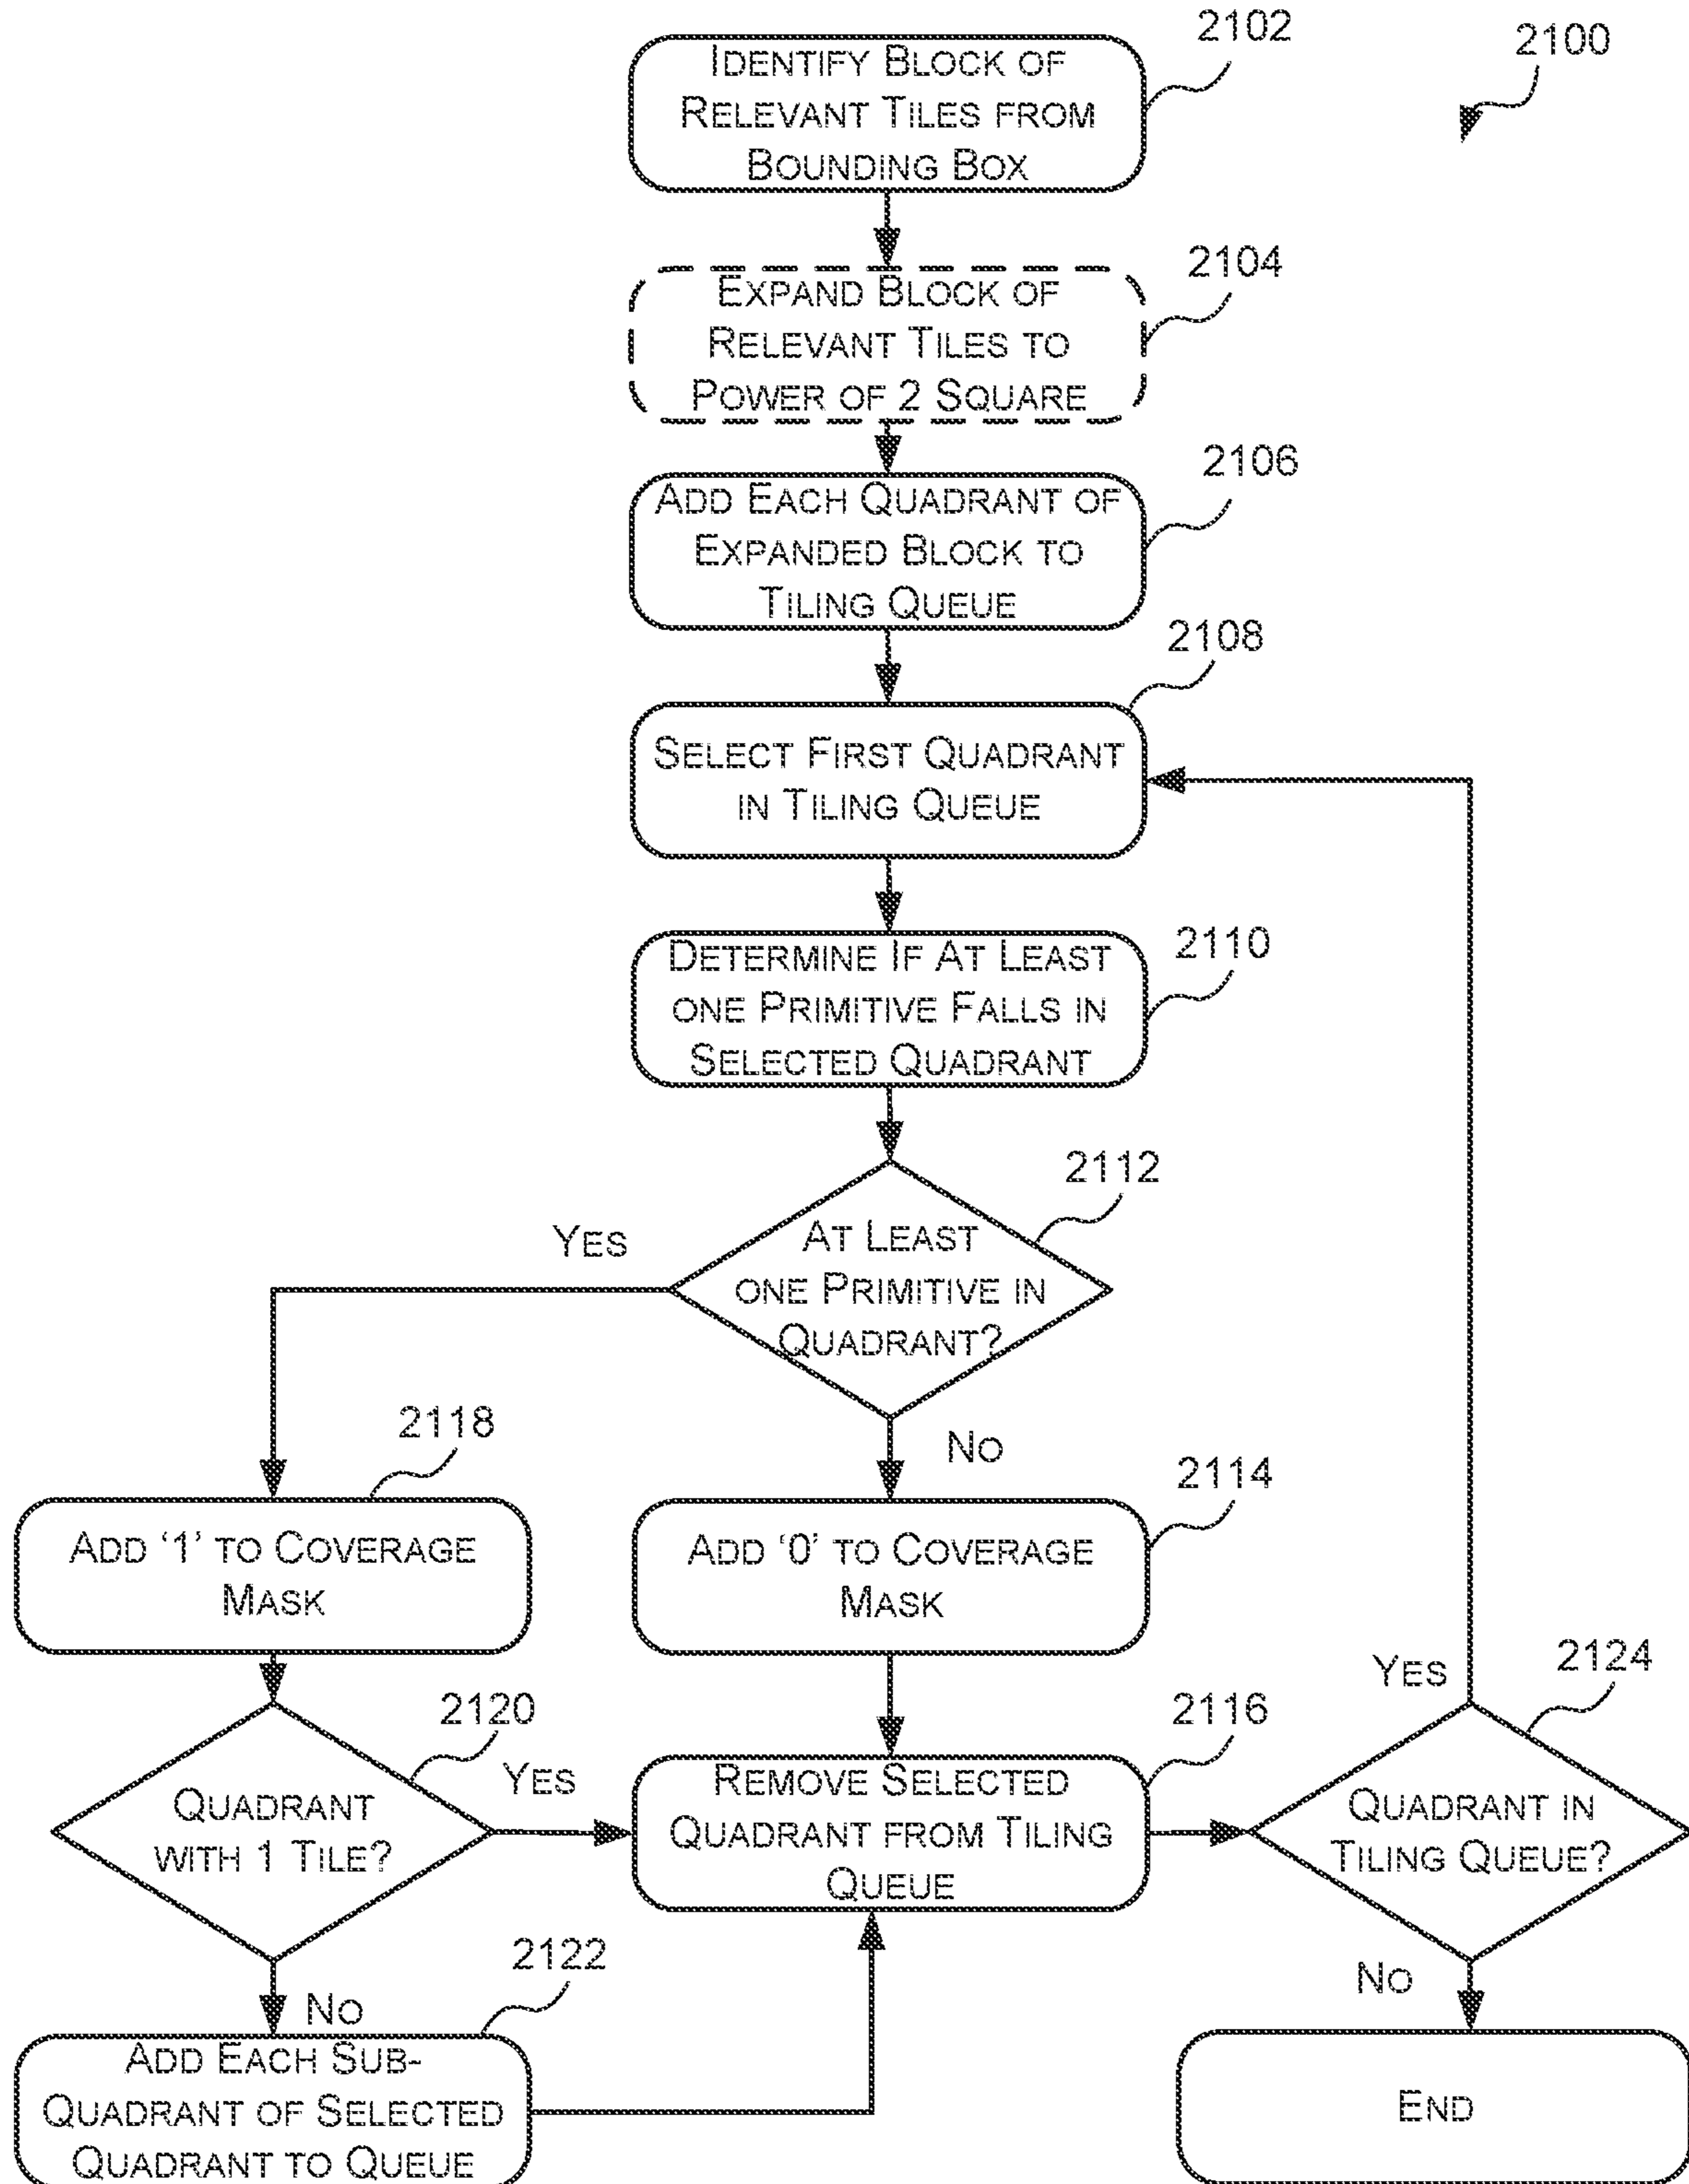 2102
2100
IDENTIFY BLOCK OF
RELEVANT TILES FROM
BOUNDING BOX
2104
EXPAND BLOCK OF
RELEVANT TILES TO
POWER OF 2 SQUARE
2106
ADD EACH QUADRANT OF
EXPANDED BLOCK TO
TILING QUEUE
2108
SELECT FIRST QUADRANT
IN TILING QUEUE
2110
DETERMINE IF AT LEAST
ONE PRIMITIVE FALLS IN
SELECTED QUADRANT
2112
YES
AT LEAST
ONE PRIMITIVE IN
QUADRANT?
2118
NO
2114
ADD '1' TO COVERAGE
MASK
ADD '0' TO COVERAGE
MASK
2120
YES
2116
YES
2124
QUADRANT
WITH 1 TILE?
REMOVE SELECTED
QUADRANT FROM TILING
QUEUE
QUADRANT IN
TILING QUEUE?
2122
NO
NO
ADD EACH SUB-
QUADRANT OF SELECTED
QUADRANT TO QUEUE
END